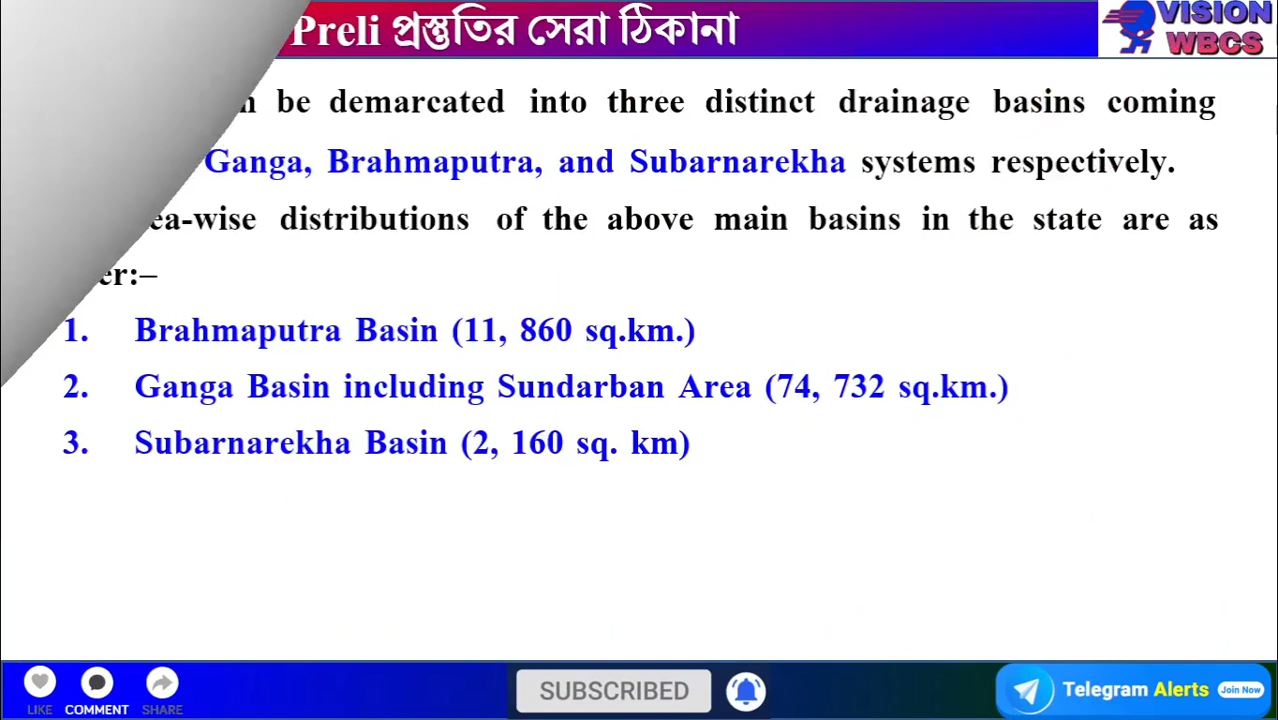 Preli প্রস্তুতির সেরা ঠিকানা
VISION
WBCS
be demarcated into three distinct drainage basins coming
Ganga, Brahmaputra, and Subarnarekha systems respectively.
distributions of the above main basins in the state are as
1. Brahmaputra Basin (11, 860 sq.km.)
2. Ganga Basin including Sundarban Area (74, 732 sq.km.)
3. Subarnarekha Basin (2, 160 sq. km)
LIKE COMMENT SHARE
SUBSCRIBED
Telegram Alerts Join Now